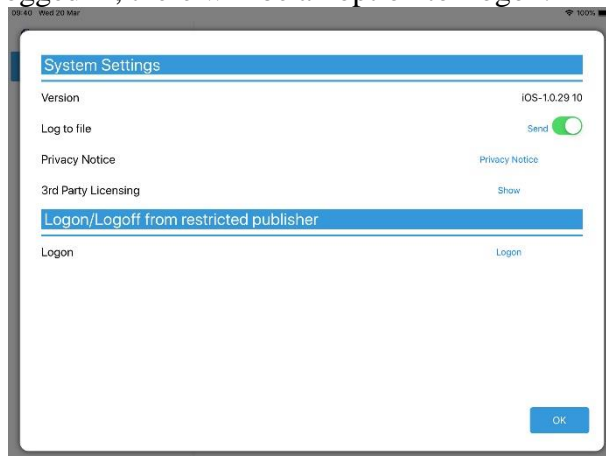 09:40 Wed 20 Mar 100%
System Settings
Version iOS-1.0.29 10
Log to file Send
Privacy Notice Privacy Notice
3rd Party Licensing Show
Logon/Logoff from restricted publisher
Logon Logon
OK